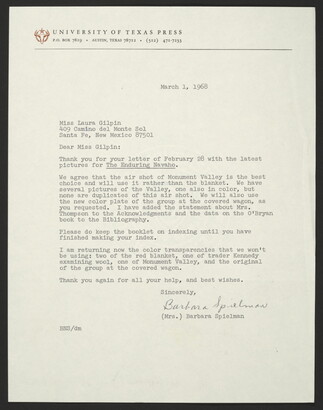 UNIVERSITY OF TEXAS PRESS
P.O. BOX 7819 • AUSTIN, TEXAS 78712 • (512) 471-7233
March 1, 1968
Miss Laura Gilpin
409 Camino del Monte Sol
Santa Fe, New Mexico 87501
Dear Miss Gilpin:
Thank you for your letter of February 28 with the latest
pictures for The Enduring Navaho.
We agree that the air shot of Monument Valley is the best
choice and will use it rather than the blanket. We have
several pictures of the Valley, one also in color, but
none are duplicates of this air shot. We will also use
the new color plate of the group at the covered wagon, as
you requested. I have added the statement about Mrs.
Thompson to the Acknowledgments and the date on the O'Bryan
book to the Bibliography.
Please do keep the booklet on indexing until you have
finished making your index.
I am returning now the color transparencies that we won't
be using: two of the red blanket, one of trader Kennedy
examining wool, one of Monument Valley, and the original
of the group at the covered wagon.
Thank you again for all your help, and best wishes.
Sincerely,
Barbara Spielman
(Mrs.) Barbara Spielman
BNS/dm